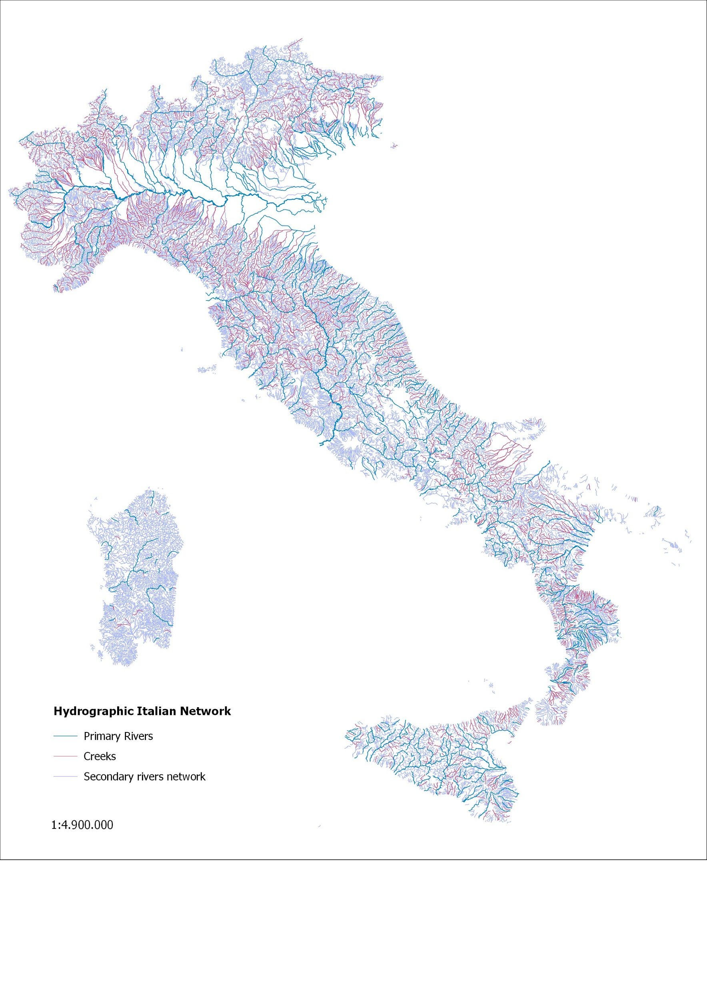 Hydrographic Italian Network
Primary Rivers
Creeks
Secondary rivers network
1:4.900.000